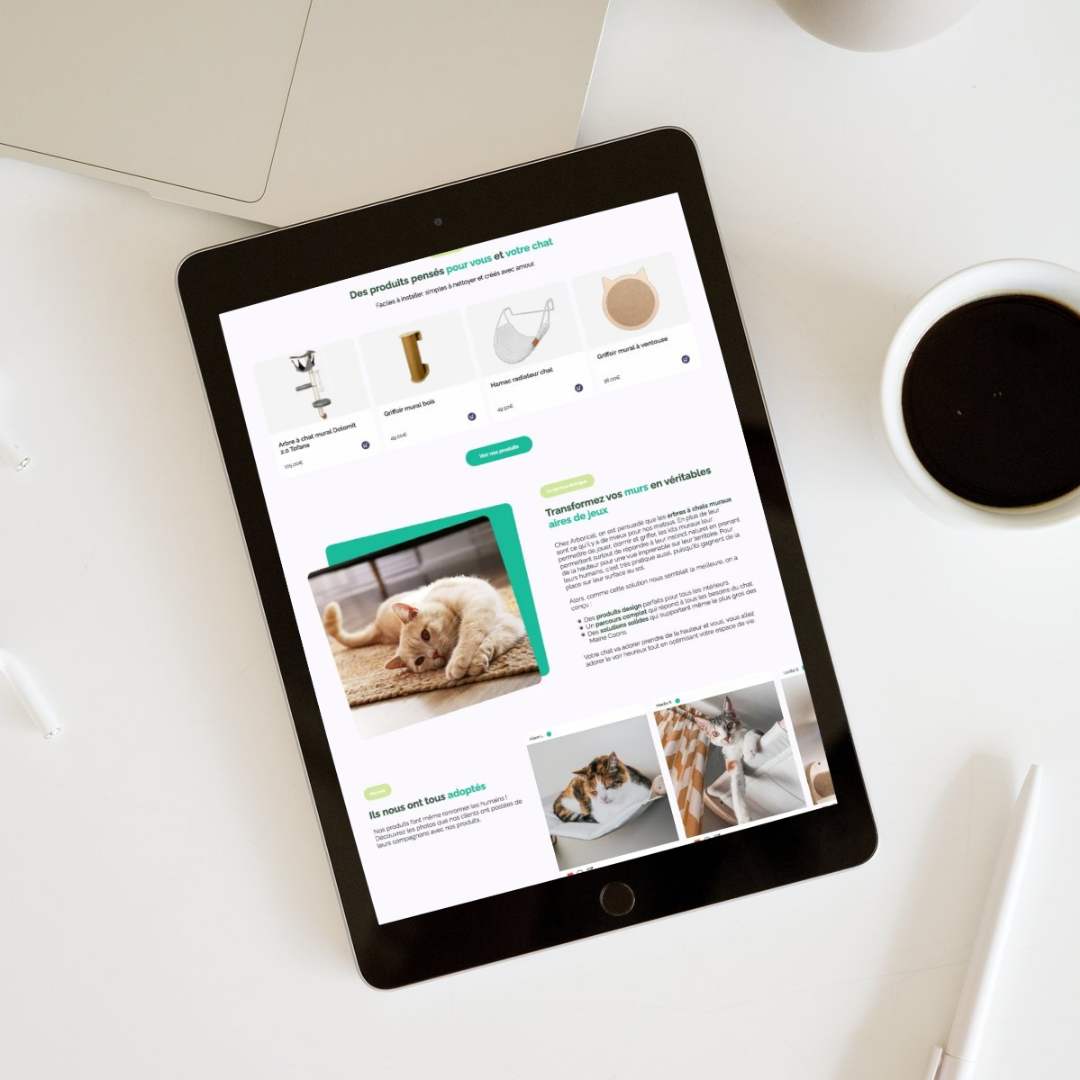 Des produits pensés pour vous et votre chat
Faciles à installer, simples à nettoyer et créés avec amour.
Arbre à chat mural Dolomit
2.0 Tofana
105,00€
Griffoir mural bois
49,00€
Hamac radiateur chat
49,90€
Griffoir mural à ventouse
36,00€
Voir nos produits
Transformez vos murs en véritables
aires de jeux
Chez Arboricat, on est persuadé que les arbres à chats muraux
sont ce qu'il y a de mieux pour nos matous. En plus de leur
permettre de jouer, dormir et griffer, les kits muraux leur
permettent surtout de répondre à leur instinct naturel en prenant
de la hauteur pour une vue imprenable sur leur territoire. Pour
leurs humains, c'est très pratique aussi, puisqu'ils gagnent de la
place sur leur surface au sol.
Alors, comme cette solution nous semblait la meilleure, on a
conçu :
Des produits design parfaits pour tous les intérieurs.
Un parcours complet qui répond à tous les besoins du chat.
Des solutions solides qui supportent même le plus gros des
Maine Coons.
Votre chat va adorer prendre de la hauteur et vous, vous allez
adorer le voir heureux tout en optimisant votre espace de vie.
Ils nous ont tous adoptés
Nos produits font même ronronner les humains !
Découvrez les photos que nos clients ont postées de
leurs compagnons avec nos produits.